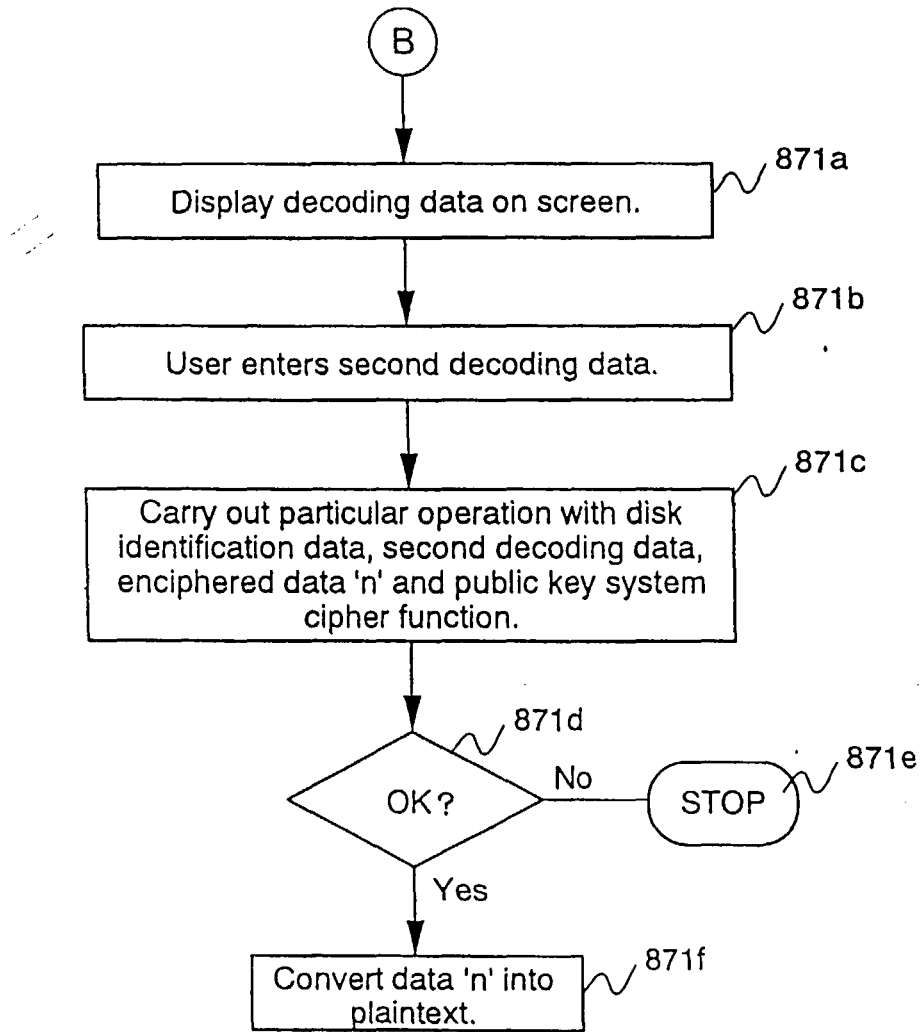 B
871a
Display decoding data on screen.
871b
User enters second decoding data.
871c
Carry out particular operation with disk
identification data, second decoding data,
enciphered data 'n' and public key system
cipher function.
871d
OK?
No
871e
STOP
Yes
871f
Convert data 'n' into
plaintext.